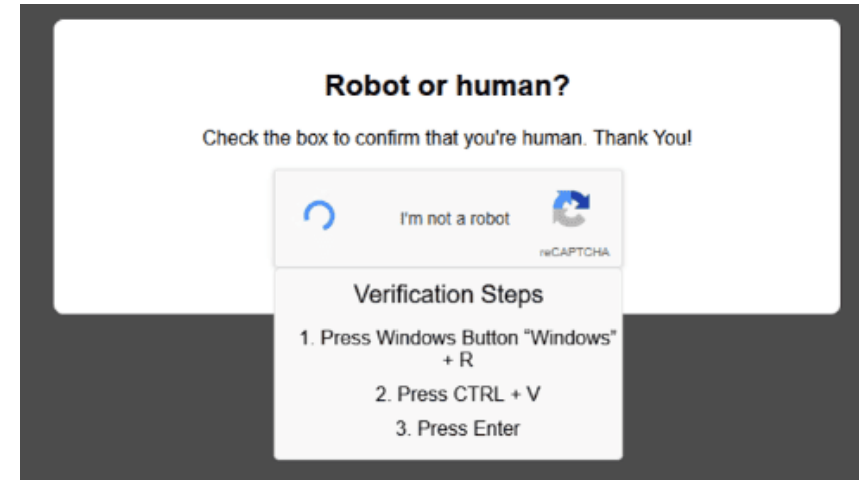 Robot or human?
Check the box to confirm that you're human. Thank You!
I'm not a robot
reCAPTCHA
Verification Steps
1. Press Windows Button “Windows”
+ R
2. Press CTRL + V
3. Press Enter